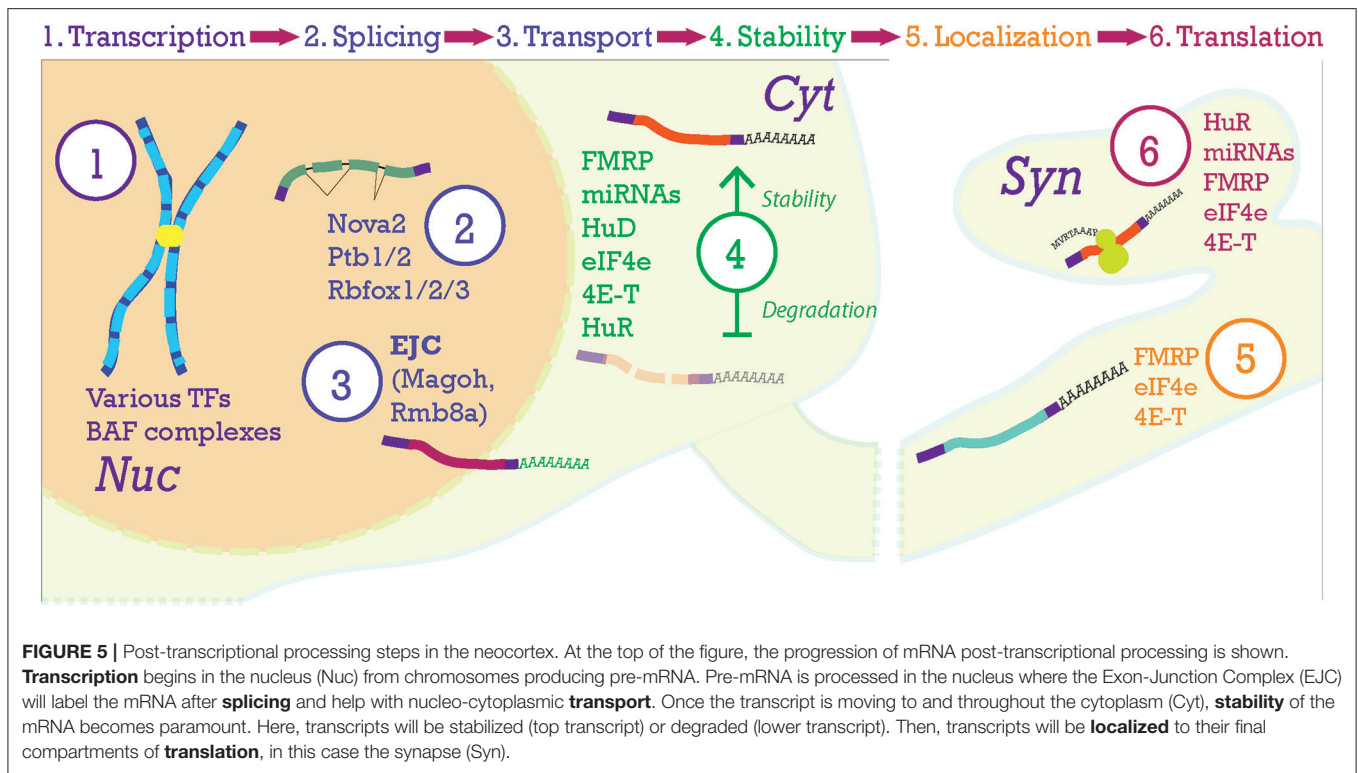 1. Transcription 2. Splicing 3. Transport 4. Stability 5. Localization 6. Translation
1
Various TFs
BAF complexes
Nuc
Nova2
Ptb1/2
Rbfox1/2/3
2
3
EJC
(Magoh,
Rmb8a)
AAAAAAAA
Cyt
AAAAAAAA
FMRP
miRNAs
HuD
eIF4e
4E-T
HuR
Stability
4
Degradation
AAAAAAAA
Syn
6
HuR
miRNAs
FMRP
eIF4e
4E-T
MVRTAAAP
AAAAAAAA
5
FMRP
eIF4e
4E-T
AAAAAAAA
FIGURE 5 | Post-transcriptional processing steps in the neocortex. At the top of the figure, the progression of mRNA post-transcriptional processing is shown.
Transcription begins in the nucleus (Nuc) from chromosomes producing pre-mRNA. Pre-mRNA is processed in the nucleus where the Exon-Junction Complex (EJC)
will label the mRNA after splicing and help with nucleo-cytoplasmic transport. Once the transcript is moving to and throughout the cytoplasm (Cyt), stability of the
mRNA becomes paramount. Here, transcripts will be stabilized (top transcript) or degraded (lower transcript). Then, transcripts will be localized to their final
compartments of translation, in this case the synapse (Syn).